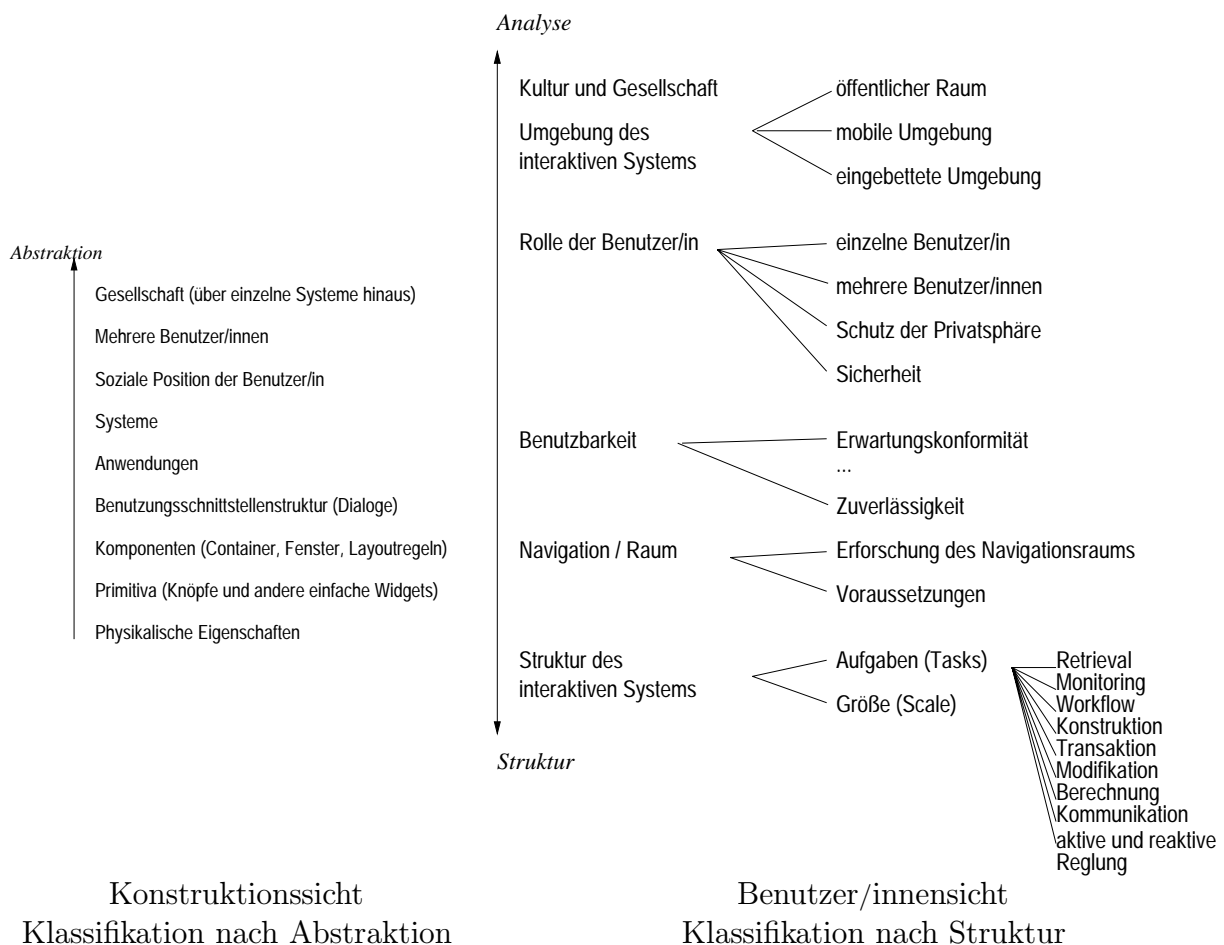 Analyse
Kultur und Gesellschaft
öffentlicher Raum
Umgebung des
interaktiven Systems
mobile Umgebung
eingebettete Umgebung
Rolle der Benutzer/in
einzelne Benutzer/in
mehrere Benutzer/innen
Schutz der Privatsphäre
Sicherheit
Abstraktion
Gesellschaft (über einzelne Systeme hinaus)
Mehrere Benutzer/innen
Soziale Position der Benutzer/in
Systeme
Anwendungen
Benutzungsschnittstellenstruktur (Dialoge)
Komponenten (Container, Fenster, Layoutregeln)
Primitiva (Knöpfe und andere einfache Widgets)
Physikalische Eigenschaften
Benutzbarkeit
Erwartungskonformität
...
Zuverlässigkeit
Navigation / Raum
Erforschung des Navigationsraums
Voraussetzungen
Struktur des
interaktiven Systems
Aufgaben (Tasks)
Größe (Scale)
Retrieval
Monitoring
Workflow
Konstruktion
Transaktion
Modifikation
Berechnung
Kommunikation
aktive und reaktive
Reglung
Struktur
Konstruktionssicht
Klassifikation nach Abstraktion
Benutzer/innensicht
Klassifikation nach Struktur